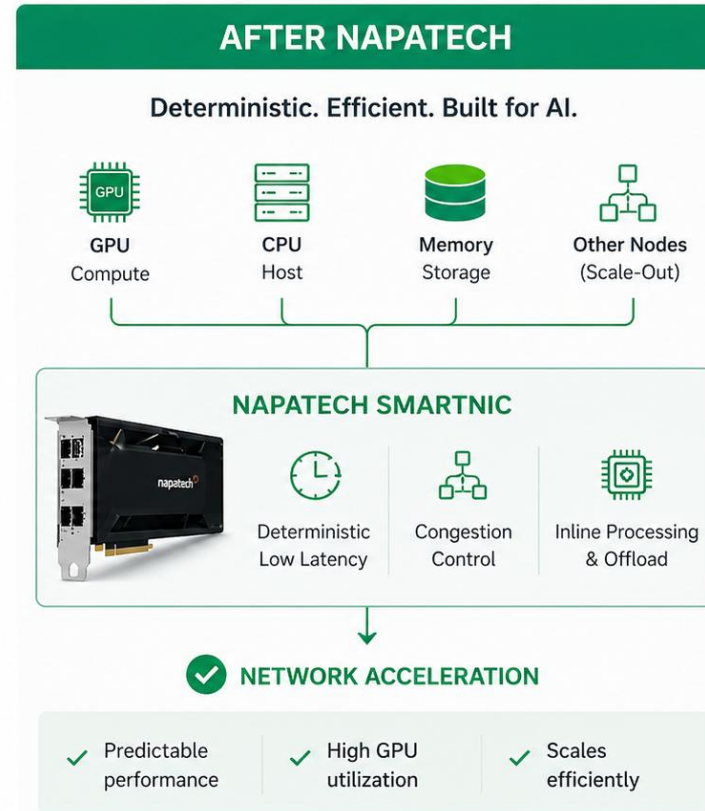 AFTER NAPATECH
Deterministic. Efficient. Built for AI.
GPU
GPU
Compute
CPU
Host
Memory
Storage
Other Nodes
(Scale-Out)
NAPATECH SMARTNIC
napatech
Deterministic
Low Latency
Congestion
Control
Inline Processing
& Offload
NETWORK ACCELERATION
Predictable
performance
High GPU
utilization
Scales
efficiently